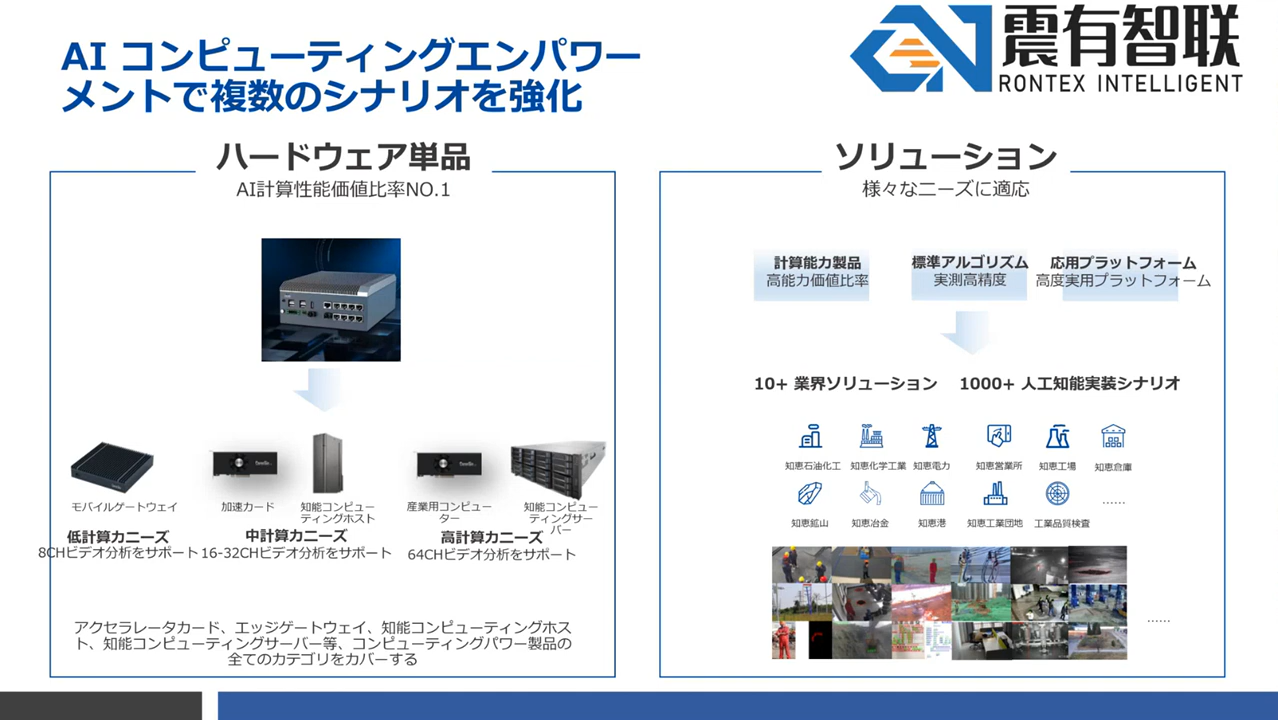 AI コンピューティングエンパワー
メントで複数のシナリオを強化
震有智联
RONTEX INTELLIGENT
ハードウェア単品
AI計算性能価値比率NO.1
モバイルゲートウェイ
加速カード
知能コンピュー
ティングホスト
産業用コンピュー
ター
知能コンピュー
ティングサー
バー
低計算力ニーズ
8CHビデオ分析をサポート
中計算力ニーズ
16-32CHビデオ分析をサポート
高計算力ニーズ
64CHビデオ分析をサポート
アクセラレータカード、エッジゲートウェイ、知能コンピューティングホス
ト、知能コンピューティングサーバー等、コンピューティングパワー製品の
全てのカテゴリをカバーする
ソリューション
様々なニーズに適応
計算能力製品
高能力価値比率
標準アルゴリズム
実測高精度
応用プラットフォーム
高度実用プラットフォーム
10+ 業界ソリューション
1000+ 人工知能実装シナリオ
知恵石油化工
知恵化学工業
知恵電力
知恵営業所
知恵工場
知恵倉庫
知恵鉱山
知恵冶金
知恵港
知恵工業団地
工業品質検査
……
……